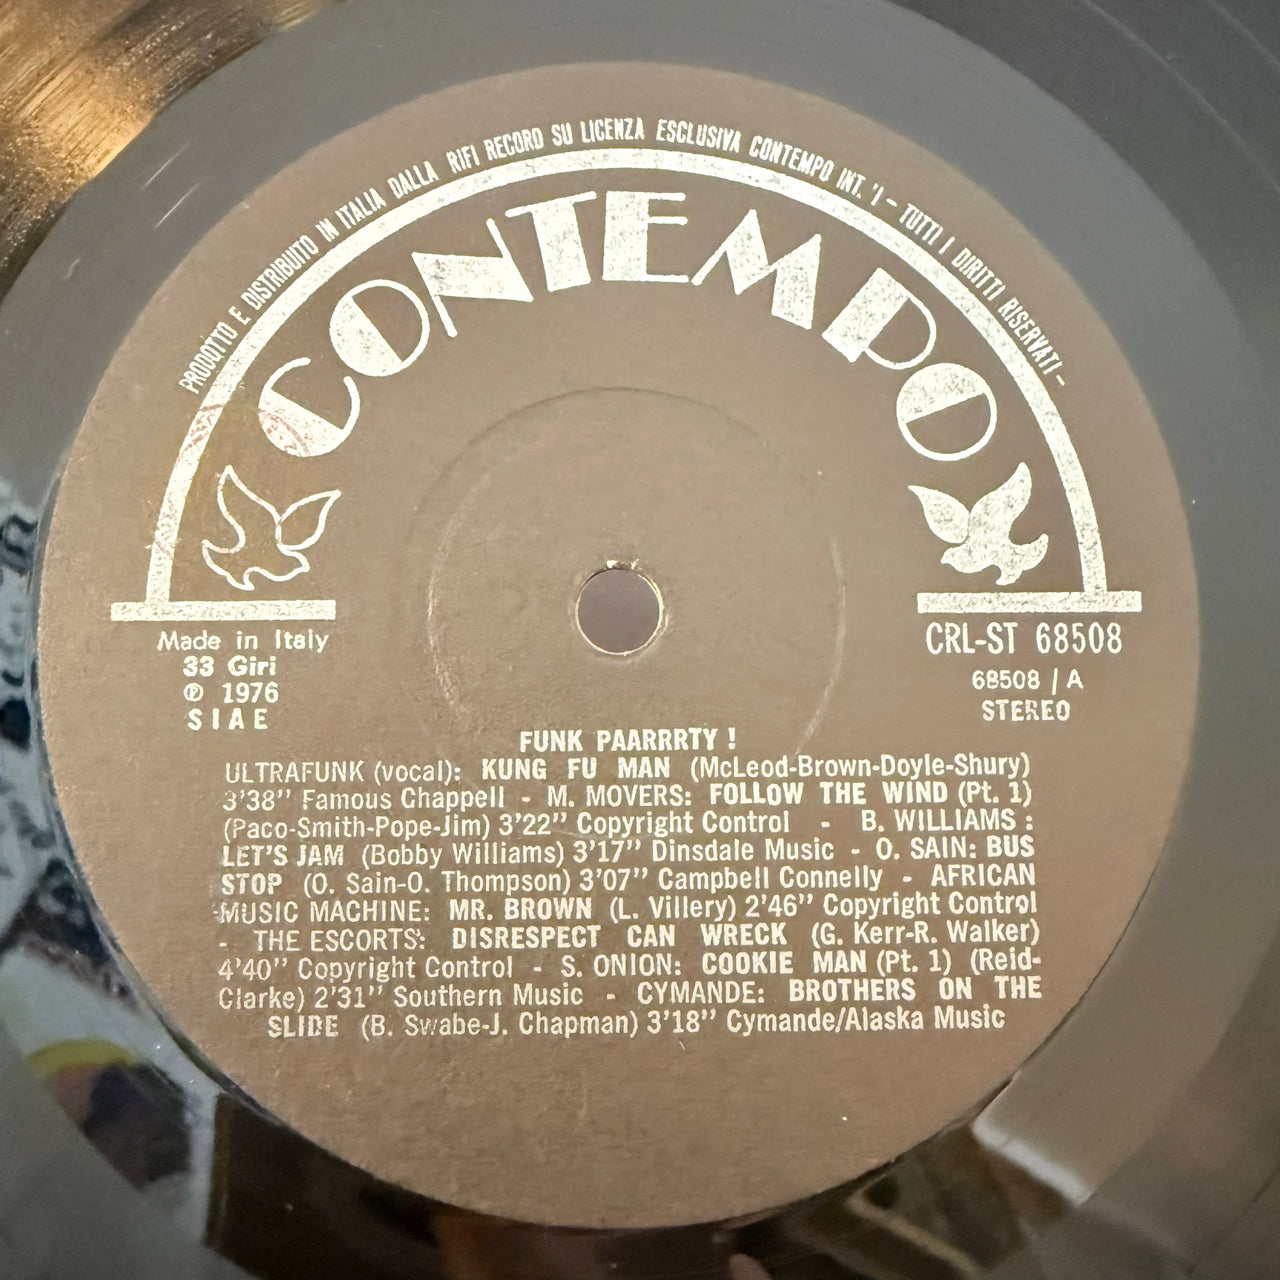 PRODOTTO E DISTRIBUITO IN ITALIA DALLA RIFI RECORD SU LICENZA ESCLUSIVA CONTEMPO INT. 'l - TUTTI I DIRITTI RISERVATI -
CONTEMPO
Made in Italy
33 Giri
℗ 1976
SIAE
CRL-ST 68508
68508 / A
STEREO
FUNK PAARRRTY !
ULTRAFUNK (vocal): KUNG FU MAN (McLeod-Brown-Doyle-Shury)
3'38" Famous Chappell - M. MOVERS: FOLLOW THE WIND (Pt. 1)
(Paco-Smith-Pope-Jim) 3'22" Copyright Control - B. WILLIAMS :
LET'S JAM (Bobby Williams) 3'17" Dinsdale Music - O. SAIN: BUS
STOP (O. Sain-O. Thompson) 3'07" Campbell Connelly - AFRICAN
MUSIC MACHINE: MR. BROWN (L. Villery) 2'46" Copyright Control
- THE ESCORTS: DISRESPECT CAN WRECK (G. Kerr-R. Walker)
4'40" Copyright Control - S. ONION: COOKIE MAN (Pt. 1) (Reid-
Clarke) 2'31" Southern Music - CYMANDE: BROTHERS ON THE
SLIDE (B. Swabe-J. Chapman) 3'18" Cymande/Alaska Music